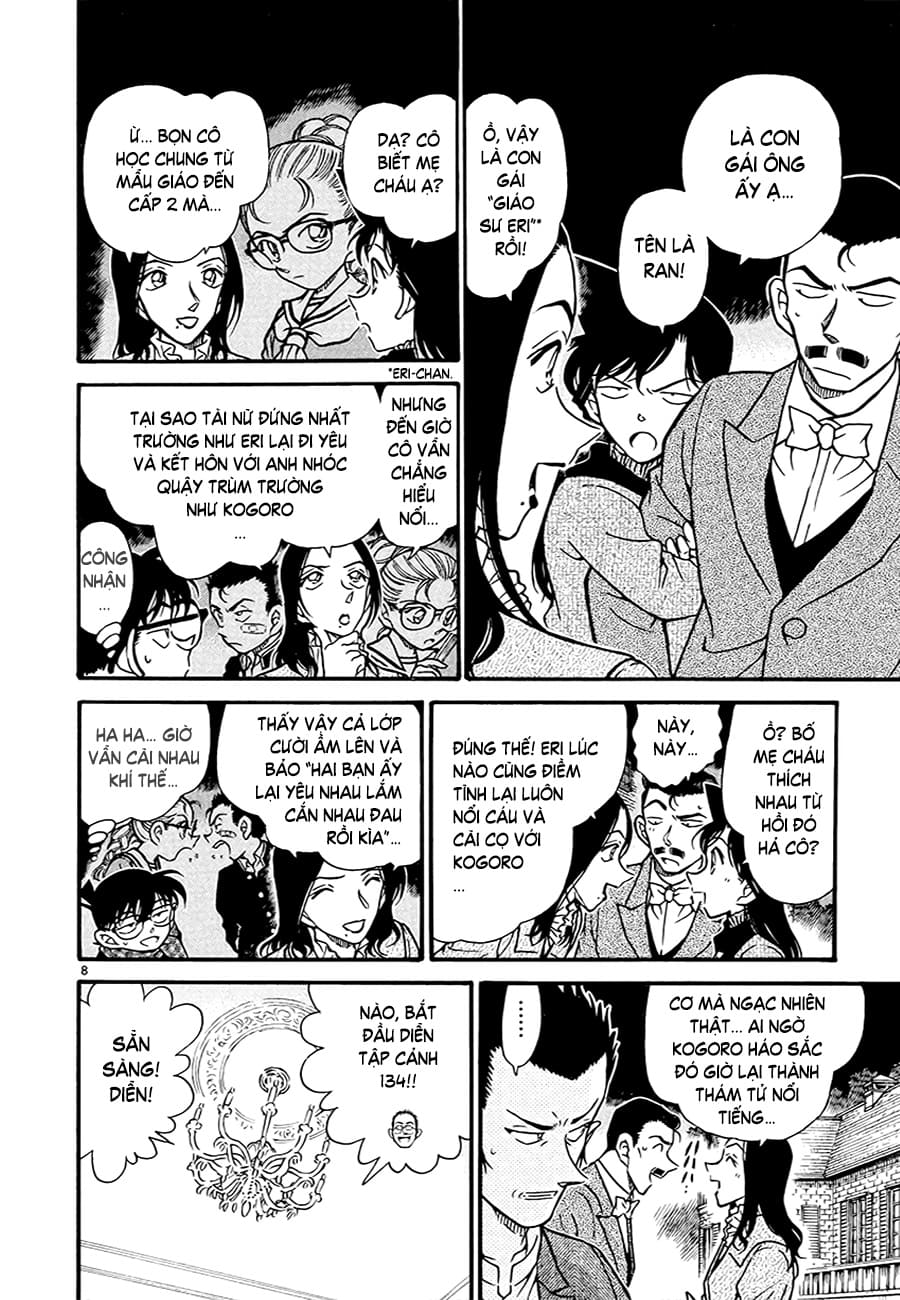 LÀ CON
GÁI ÔNG
ẤY Ạ...
TÊN LÀ
RAN!
Ồ, VẬY
LÀ CON
GÁI
"GIÁO
SƯ ERI"*
RỒI!
DẠ? CÔ
BIẾT MẸ
CHÁU Ạ?
Ừ... BỌN CÔ
HỌC CHUNG TỪ
MẪU GIÁO ĐẾN
CẤP 2 MÀ...
*ERI-CHAN.
NHƯNG
ĐẾN GIỜ
CÔ VẪN
CHẲNG
HIỂU
NỔI...
TẠI SAO TÀI NỮ ĐỨNG NHẤT
TRƯỜNG NHƯ ERI LẠI ĐI YÊU
VÀ KẾT HÔN VỚI ANH NHÓC
QUẬY TRÙM TRƯỜNG
NHƯ KOGORO
...
CÔNG
NHẬN
...
Ồ? BỐ
MẸ CHÁU
THÍCH
NHAU TỪ
HỒI ĐÓ
HẢ CÔ?
NÀY,
NÀY...
ĐÚNG THẾ! ERI LÚC
NÀO CŨNG ĐIỀM
TĨNH LẠI LUÔN
NỔI CÁU VÀ
CÃI CỌ VỚI
KOGORO
...
THẤY VẬY CẢ LỚP
CƯỜI ẦM LÊN VÀ
BẢO "HAI BẠN ẤY
LẠI YÊU NHAU LẮM
CẮN NHAU ĐAU
RỒI KÌA"...
HA HA... GIỜ
VẪN CÃI NHAU
KHÍ THẾ...
8
CƠ MÀ NGẠC NHIÊN
THẬT... AI NGỜ
KOGORO HÁO SẮC
ĐÓ GIỜ LẠI THÀNH
THÁM TỬ NỔI
TIẾNG...
........
NÀO, BẮT
ĐẦU DIỄN
TẬP CẢNH
134!!
SẴN
SÀNG!
DIỄN!